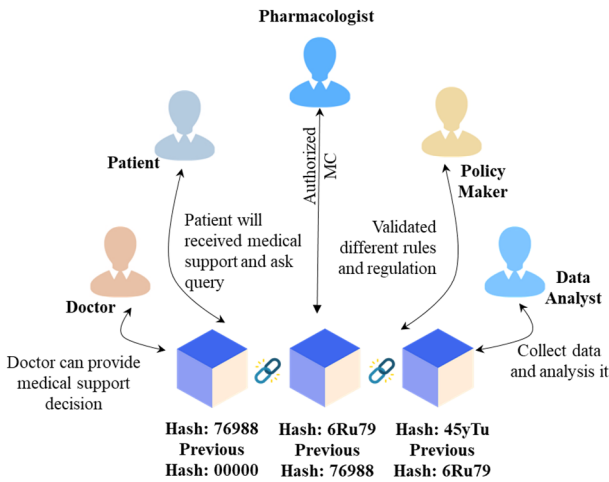 Pharmacologist
Patient
Authorized
MC
Policy
Maker
Patient will
received medical
support and ask
query
Validated
different rules
and regulation
Doctor
Data
Analyst
Doctor can provide
medical support
decision
Collect data
and analysis it
Hash: 76988
Previous
Hash: 00000
Hash: 6Ru79
Previous
Hash: 76988
Hash: 45yTu
Previous
Hash: 6Ru79